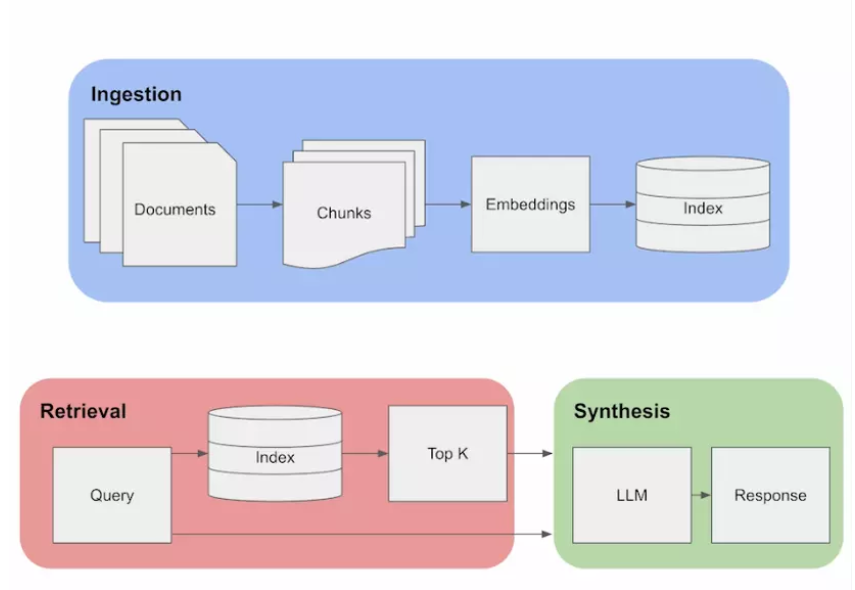 Ingestion
Documents
Chunks
Embeddings
Index
Retrieval
Query
Index
Top K
Synthesis
LLM
Response